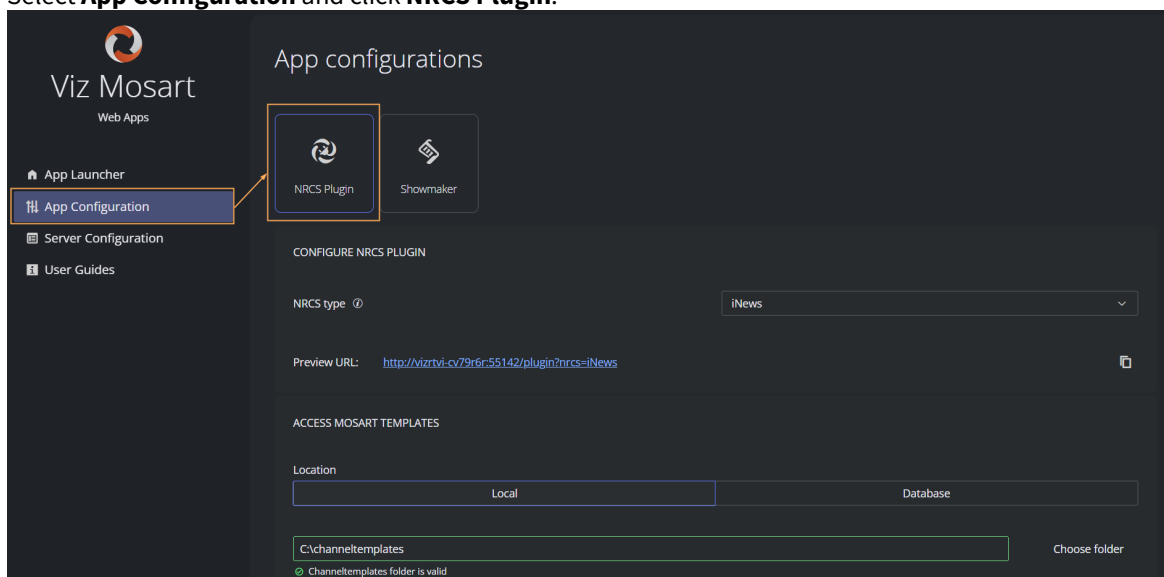 Select App Configuration and click NRCS Plugin.
Viz Mosart
Web Apps
App Launcher
App Configuration
Server Configuration
User Guides
App configurations
NRCS Plugin
Showmaker
CONFIGURE NRCS PLUGIN
NRCS type
iNews
Preview URL: http://vizrtvi-cv79r6r:55142/plugin?nrcs=iNews
ACCESS MOSART TEMPLATES
Location
Local
Database
C:\channeltemplates
Choose folder
Channeltemplates folder is valid